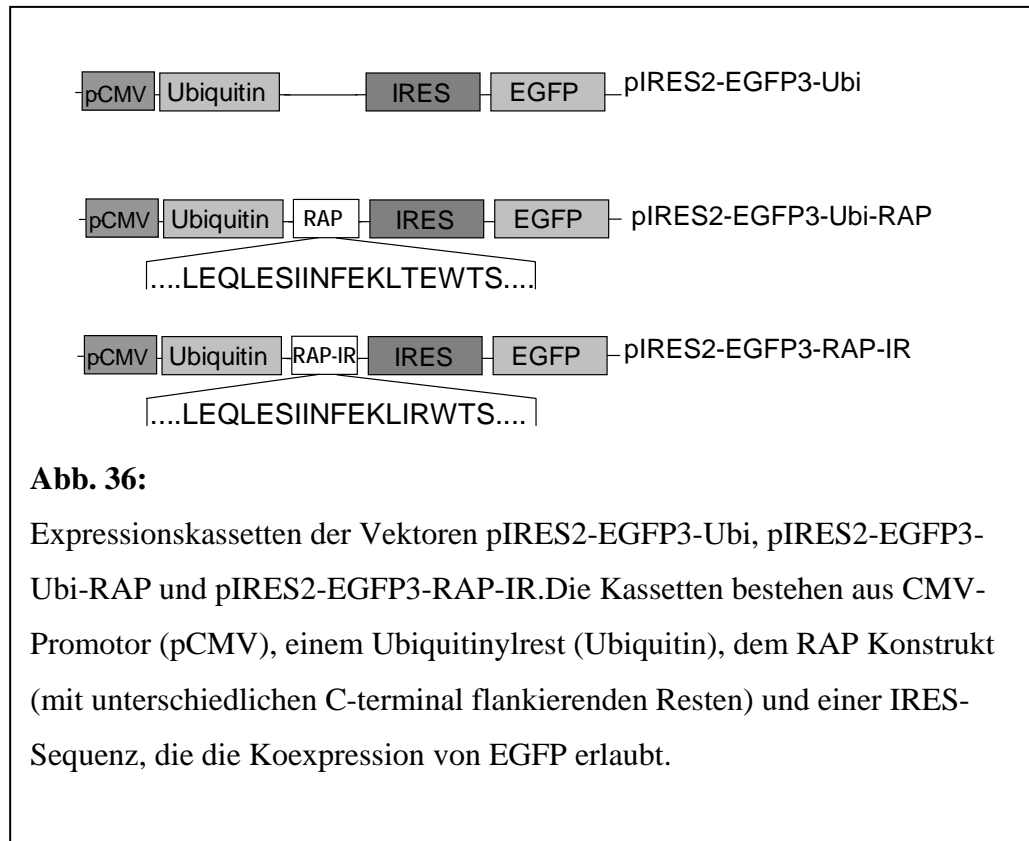 pCMV Ubiquitin IRES EGFP pIRES2-EGFP3-Ubi
pCMV Ubiquitin RAP IRES EGFP pIRES2-EGFP3-Ubi-RAP
....LEQLESIINFEKLTEWTS....
pCMV Ubiquitin RAP-IR IRES EGFP pIRES2-EGFP3-RAP-IR
....LEQLESIINFEKLIRWTS....
Abb. 36:
Expressionskassetten der Vektoren pIRES2-EGFP3-Ubi, pIRES2-EGFP3-
Ubi-RAP und pIRES2-EGFP3-RAP-IR.Die Kassetten bestehen aus CMV-
Promotor (pCMV), einem Ubiquitinylrest (Ubiquitin), dem RAP Konstrukt
(mit unterschiedlichen C-terminal flankierenden Resten) und einer IRES-
Sequenz, die die Koexpression von EGFP erlaubt.